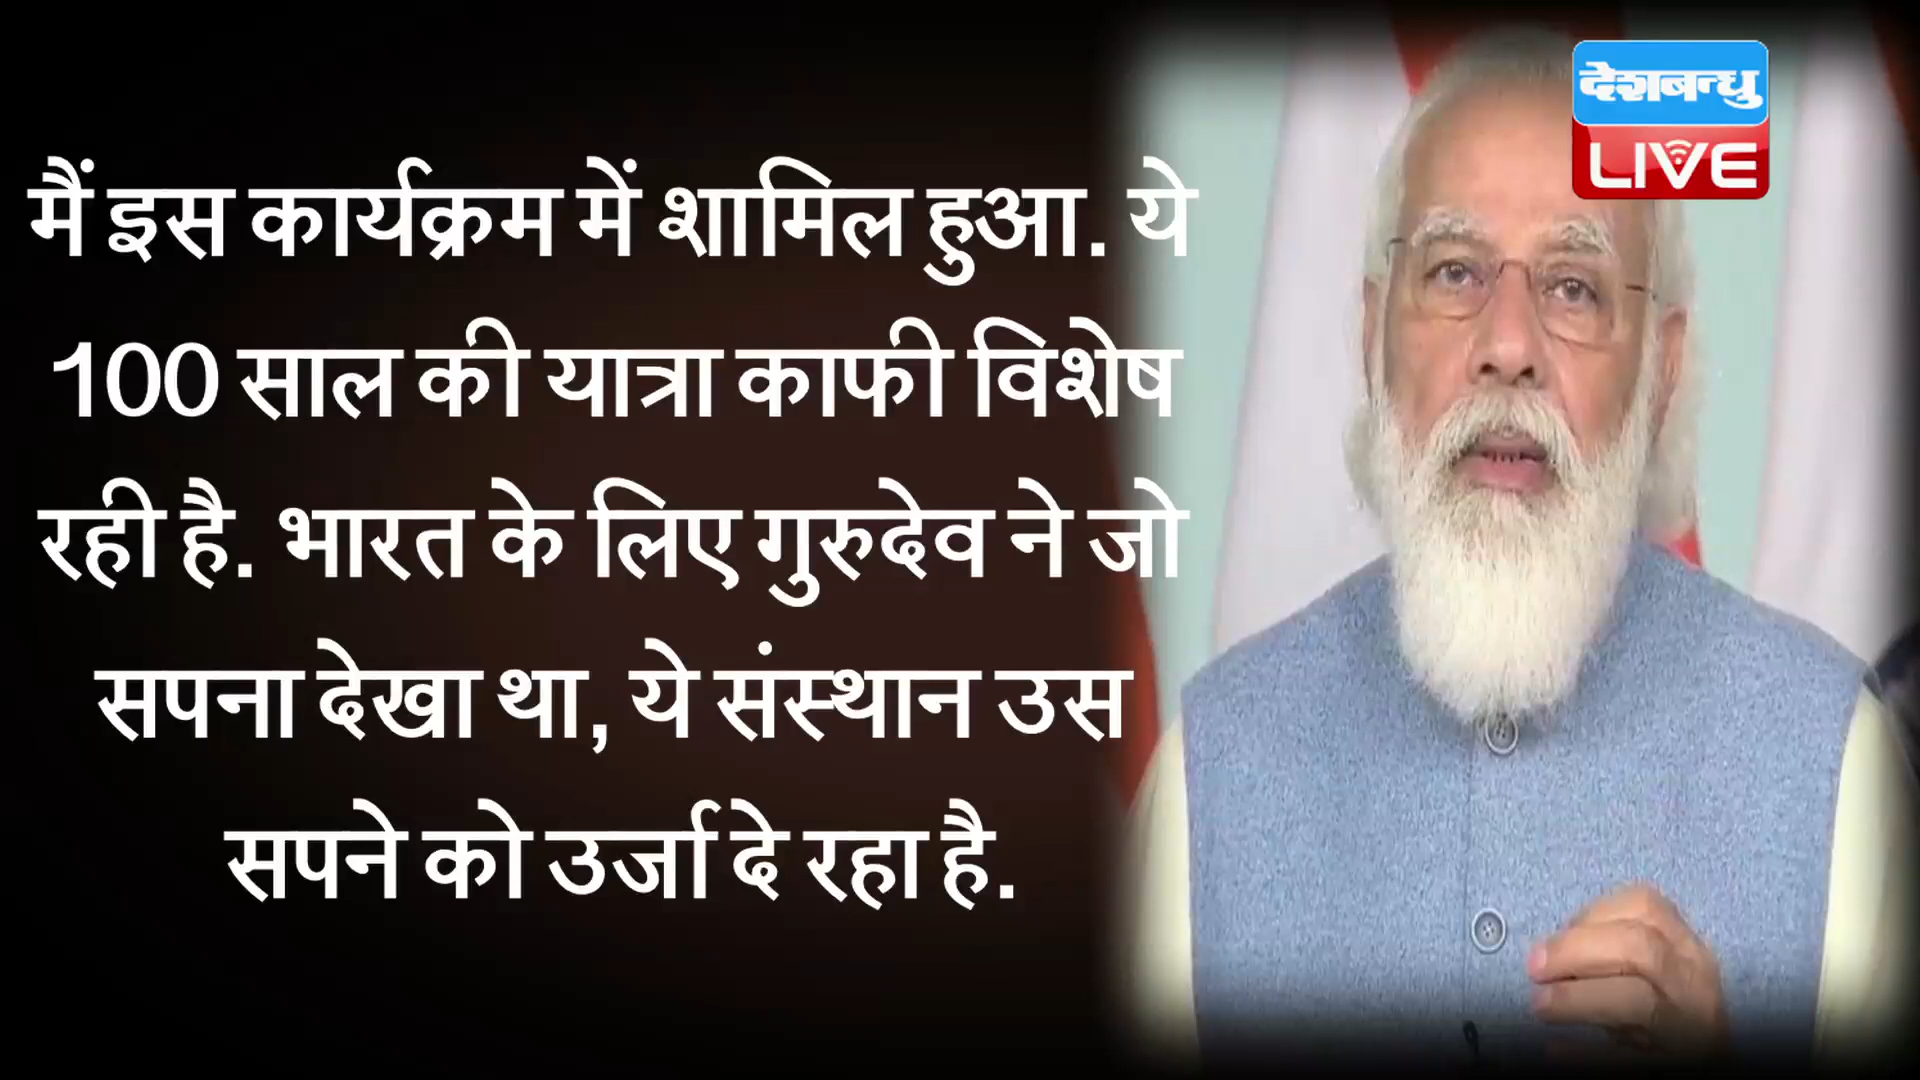 देशबन्धु
LIVE
मैं इस कार्यक्रम में शामिल हुआ. ये
100 साल की यात्रा काफी विशेष
रही है. भारत के लिए गुरुदेव ने जो
सपना देखा था, ये संस्थान उस
सपने को उर्जा दे रहा है.